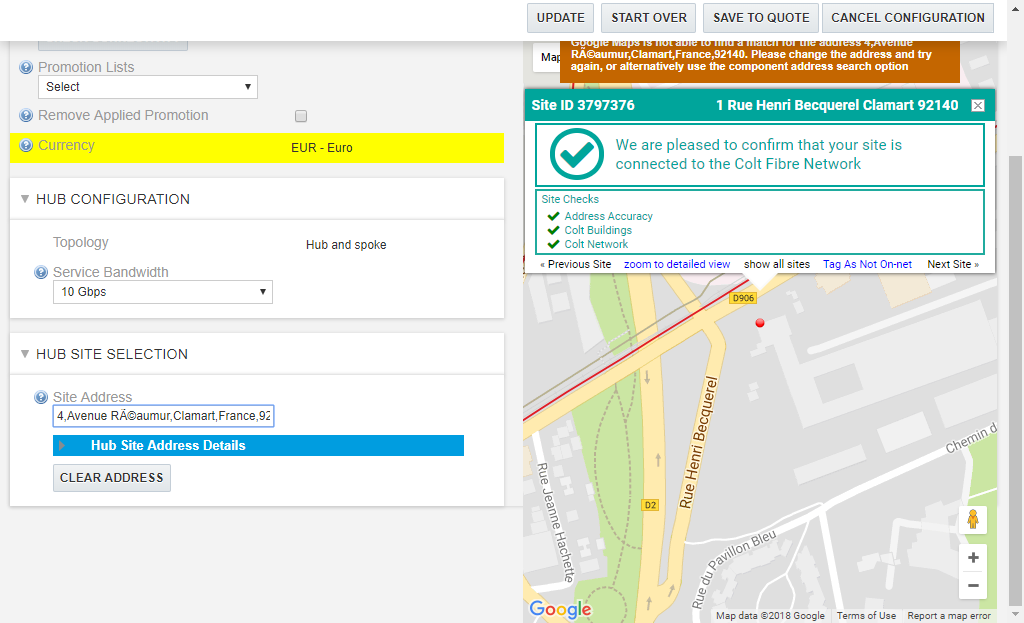 UPDATE
START OVER
SAVE TO QUOTE
CANCEL CONFIGURATION
Promotion Lists
Select
Remove Applied Promotion
Currency
EUR - Euro
HUB CONFIGURATION
Topology
Hub and spoke
Service Bandwidth
10 Gbps
HUB SITE SELECTION
Site Address
4,Avenue RÃ©aumur,Clamart,France,92
Hub Site Address Details
CLEAR ADDRESS
Map
Google Maps is not able to find a match for the address 4,Avenue
RÃ©aumur,Clamart,France,92140. Please change the address and try
again, or alternatively use the component address search option
Site ID 3797376
1 Rue Henri Becquerel Clamart 92140
We are pleased to confirm that your site is
connected to the Colt Fibre Network
Site Checks
Address Accuracy
Colt Buildings
Colt Network
« Previous Site
zoom to detailed view
show all sites
Tag As Not On-net
Next Site »
D906
Rue Henri Becquerel
Chemin d
Rue Jeanne Hachette
D2
Rue du Pavillon Bleu
Google
Map data ©2018 Google
Terms of Use
Report a map error